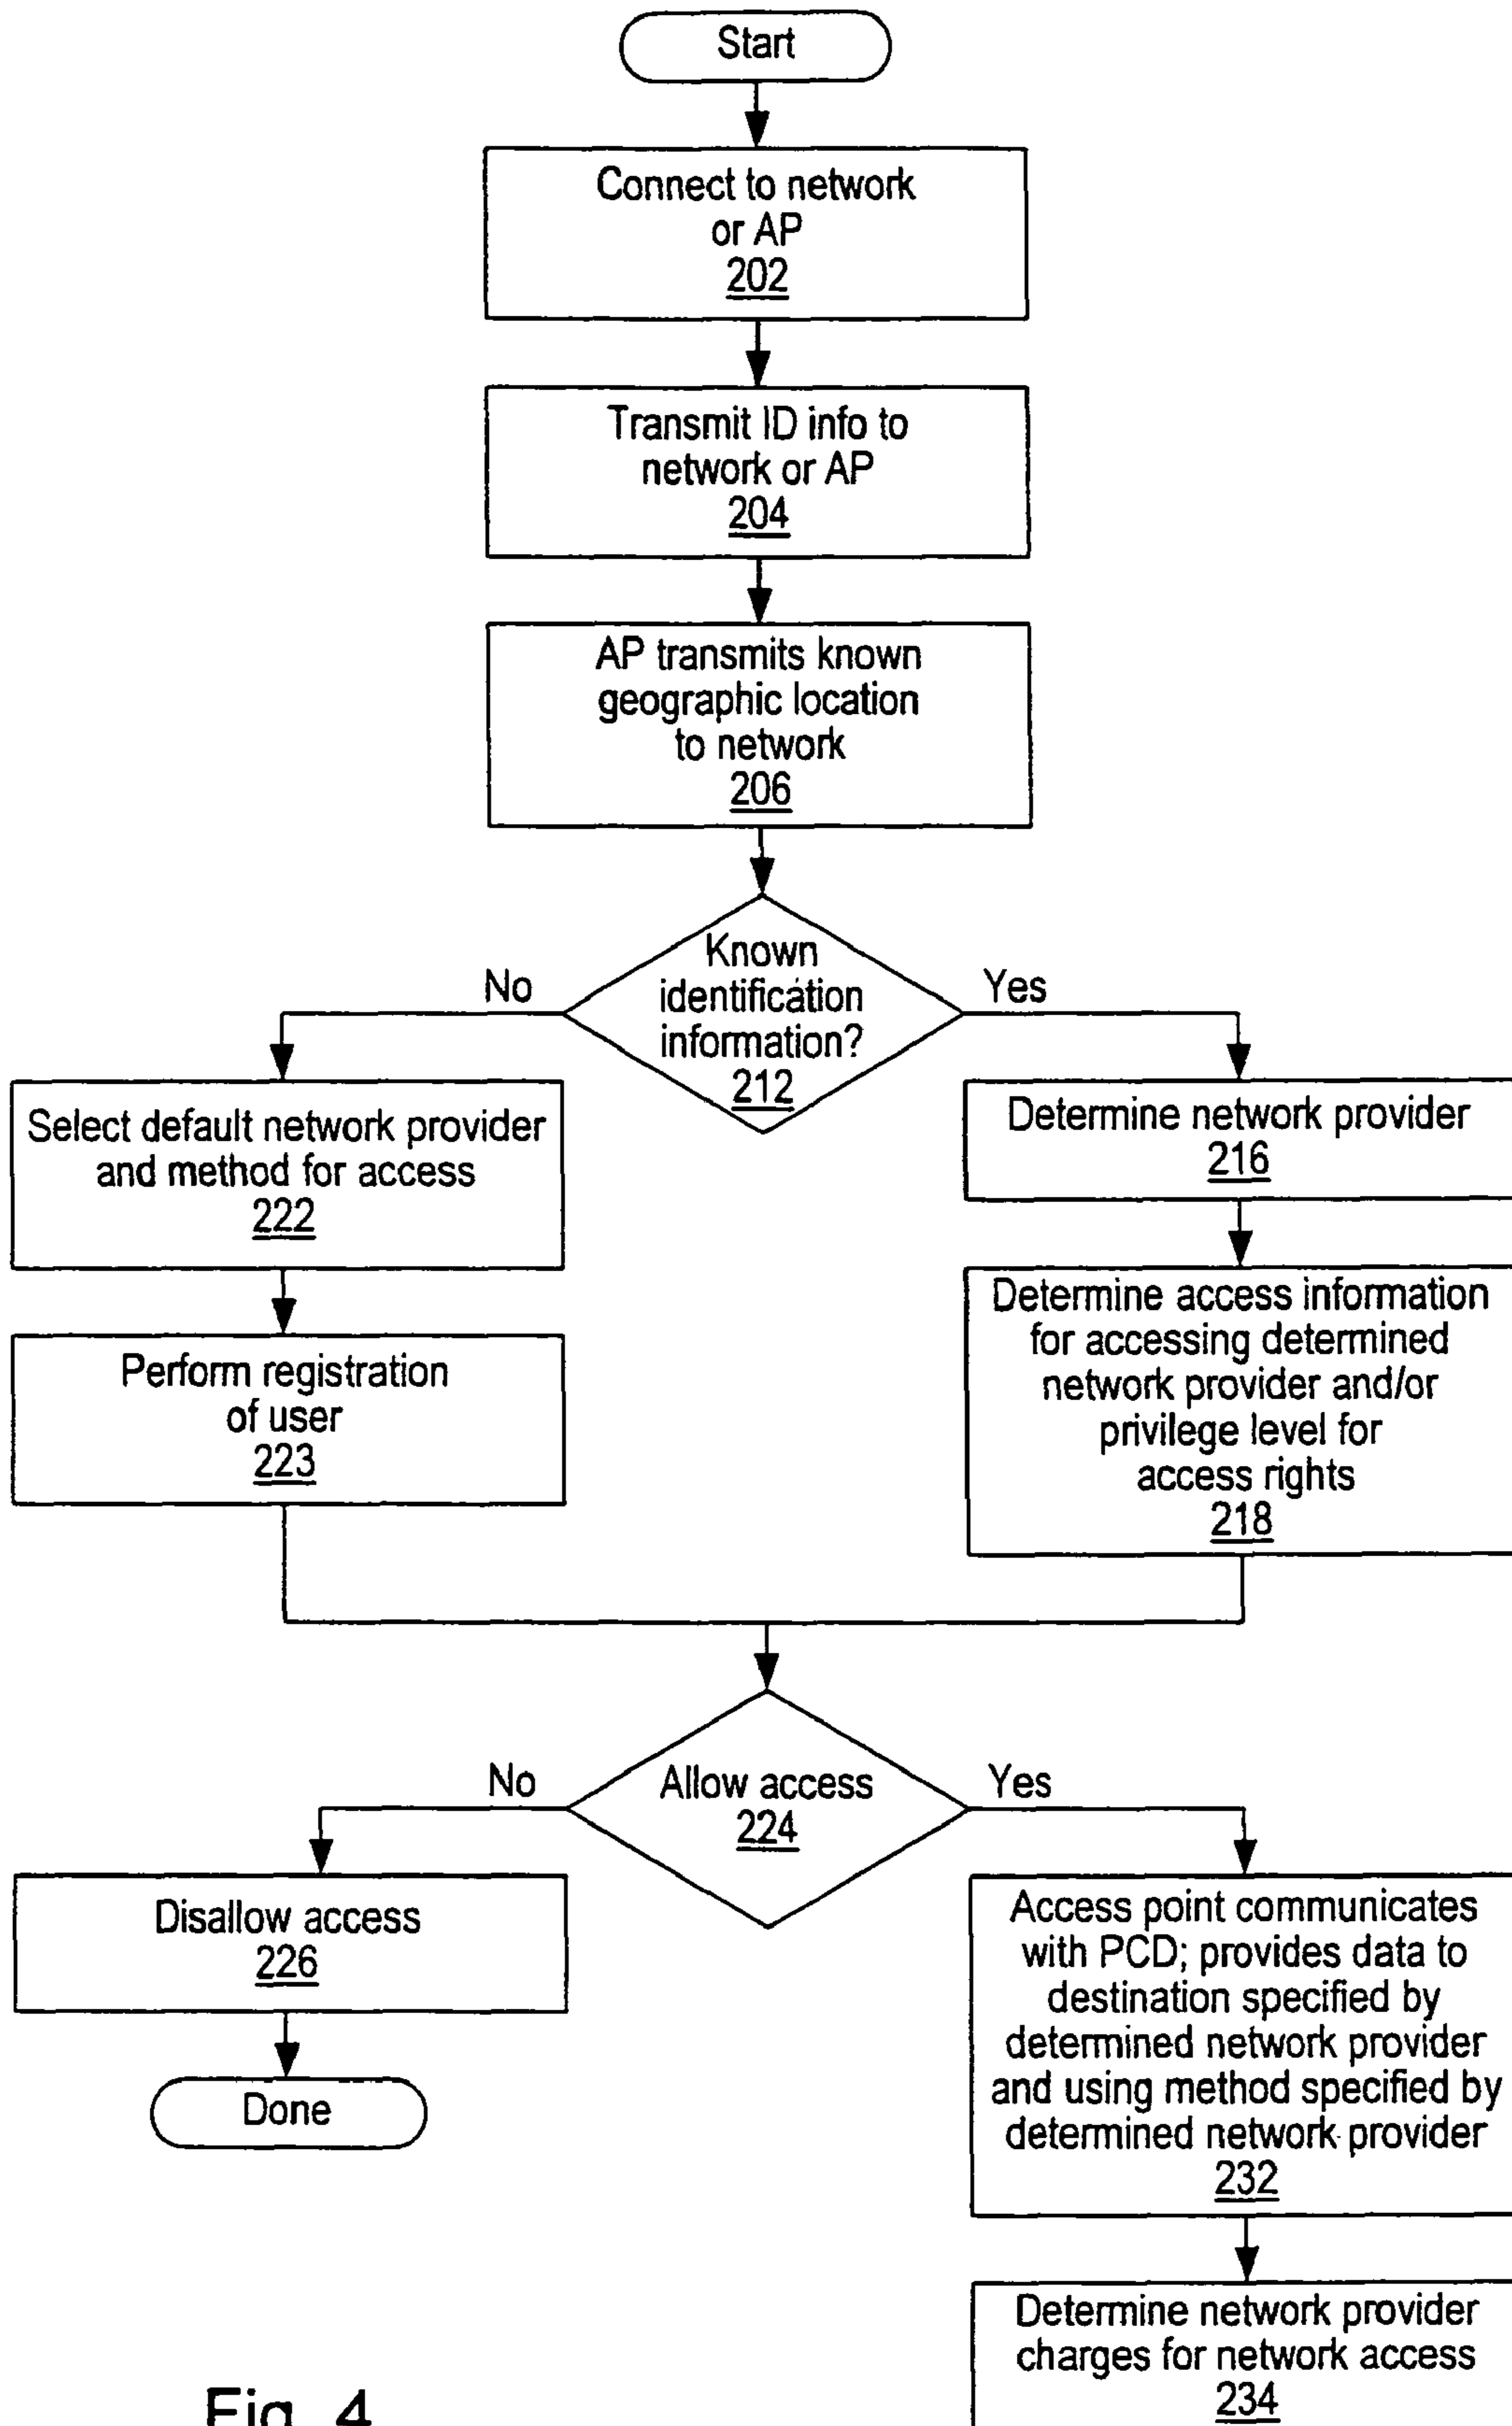 Start
Connect to network
or AP
202
Transmit ID info to
network or AP
204
AP transmits known
geographic location
to network
206
Known
identification
information?
212
No
Yes
Select default network provider
and method for access
222
Determine network provider
216
Perform registration
of user
223
Determine access information
for accessing determined
network provider and/or
privilege level for
access rights
218
Allow access
224
No
Yes
Disallow access
226
Done
Access point communicates
with PCD; provides data to
destination specified by
determined network provider
and using method specified by
determined network provider
232
Determine network provider
charges for network access
234
Fig. 4